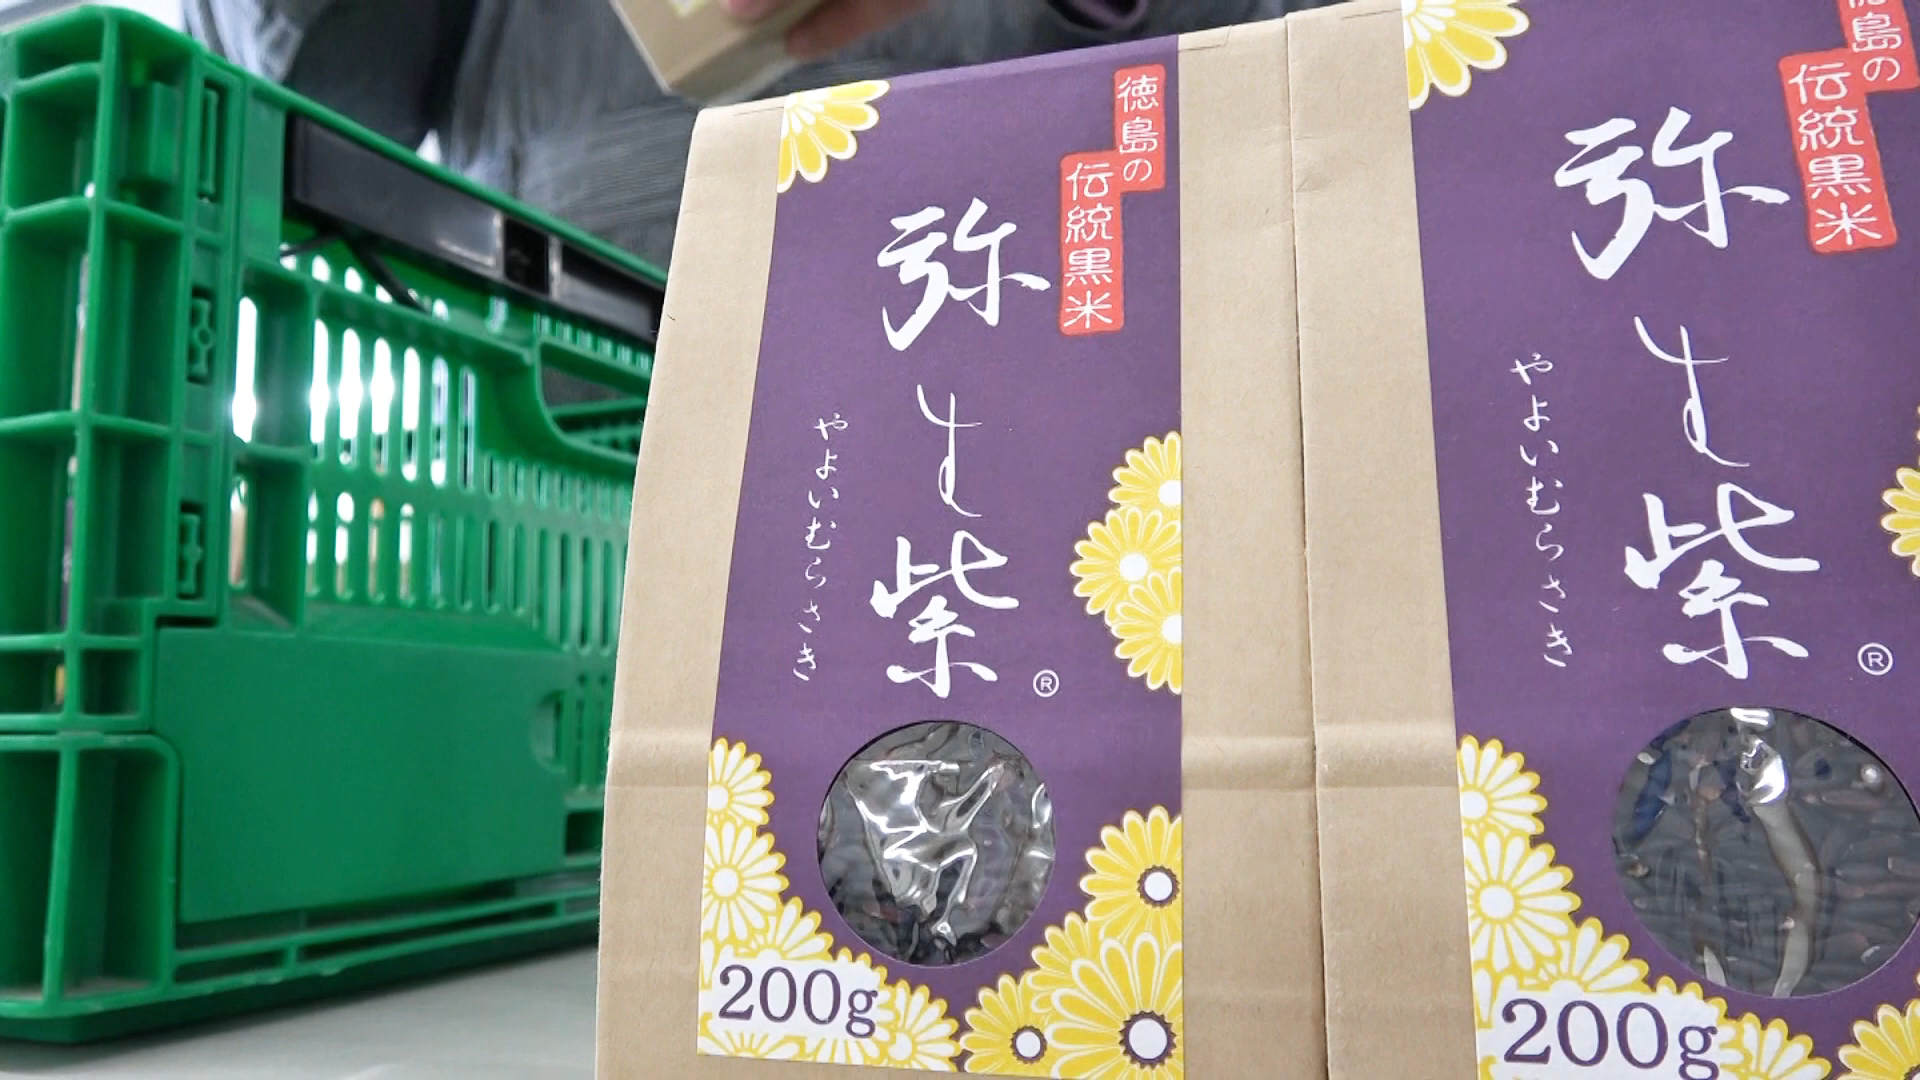 徳島の
伝統黒米
弥生紫
やよいむらさき
®
200g
徳島の
伝統黒米
弥生紫
やよいむらさき
®
200g